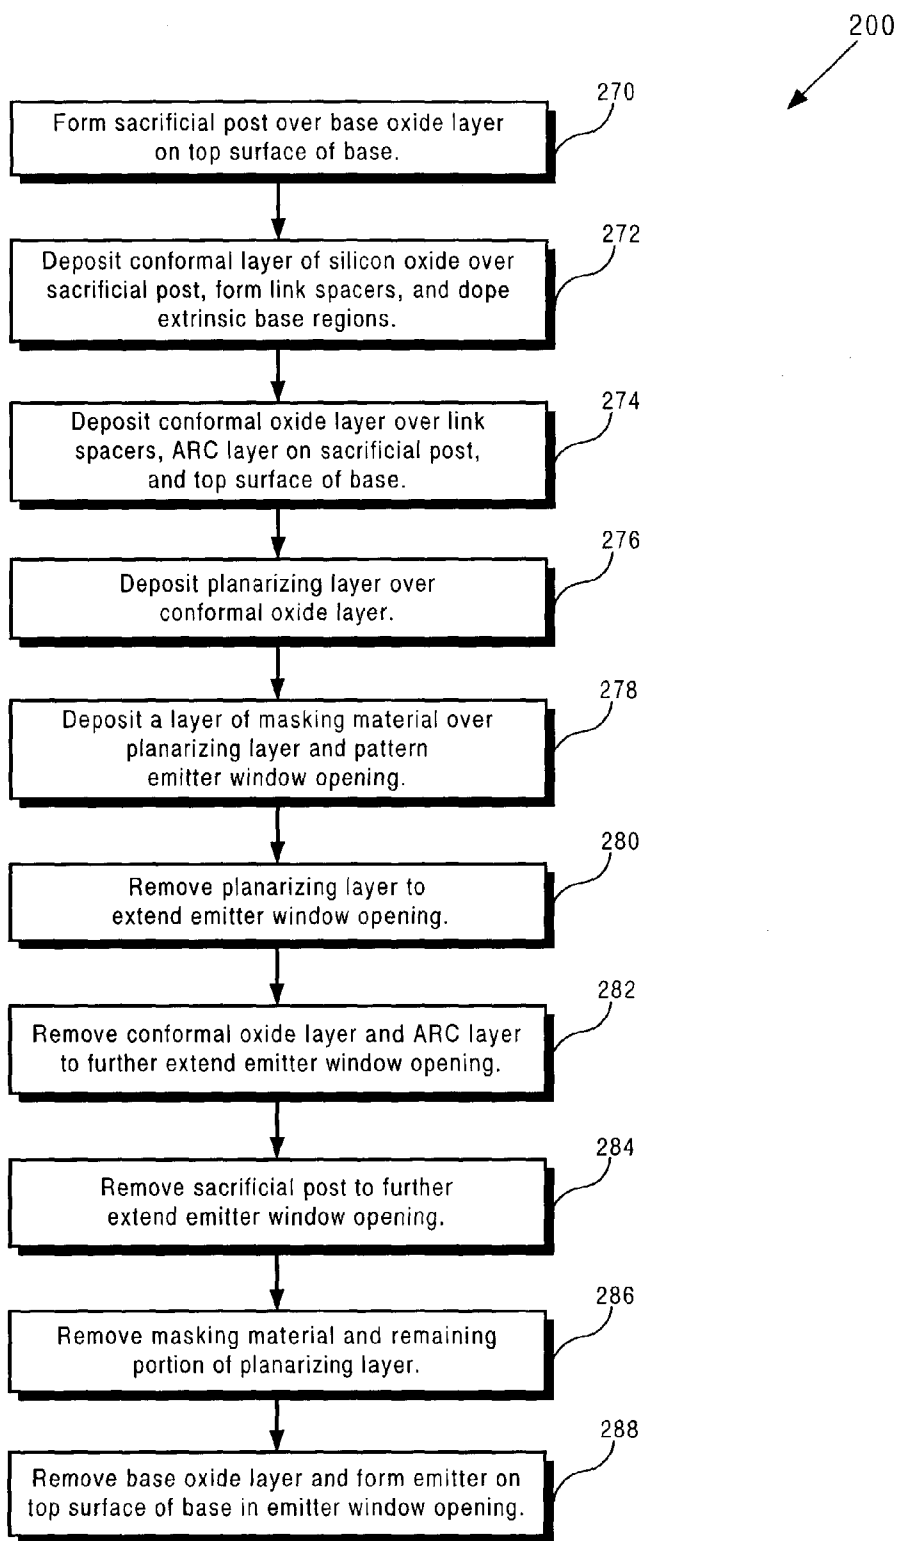 200
270
Form sacrificial post over base oxide layer
on top surface of base.
272
Deposit conformal layer of silicon oxide over
sacrificial post, form link spacers, and dope
extrinsic base regions.
274
Deposit conformal oxide layer over link
spacers, ARC layer on sacrificial post,
and top surface of base.
276
Deposit planarizing layer over
conformal oxide layer.
278
Deposit a layer of masking material over
planarizing layer and pattern
emitter window opening.
280
Remove planarizing layer to
extend emitter window opening.
282
Remove conformal oxide layer and ARC layer
to further extend emitter window opening.
284
Remove sacrificial post to further
extend emitter window opening.
286
Remove masking material and remaining
portion of planarizing layer.
288
Remove base oxide layer and form emitter on
top surface of base in emitter window opening.